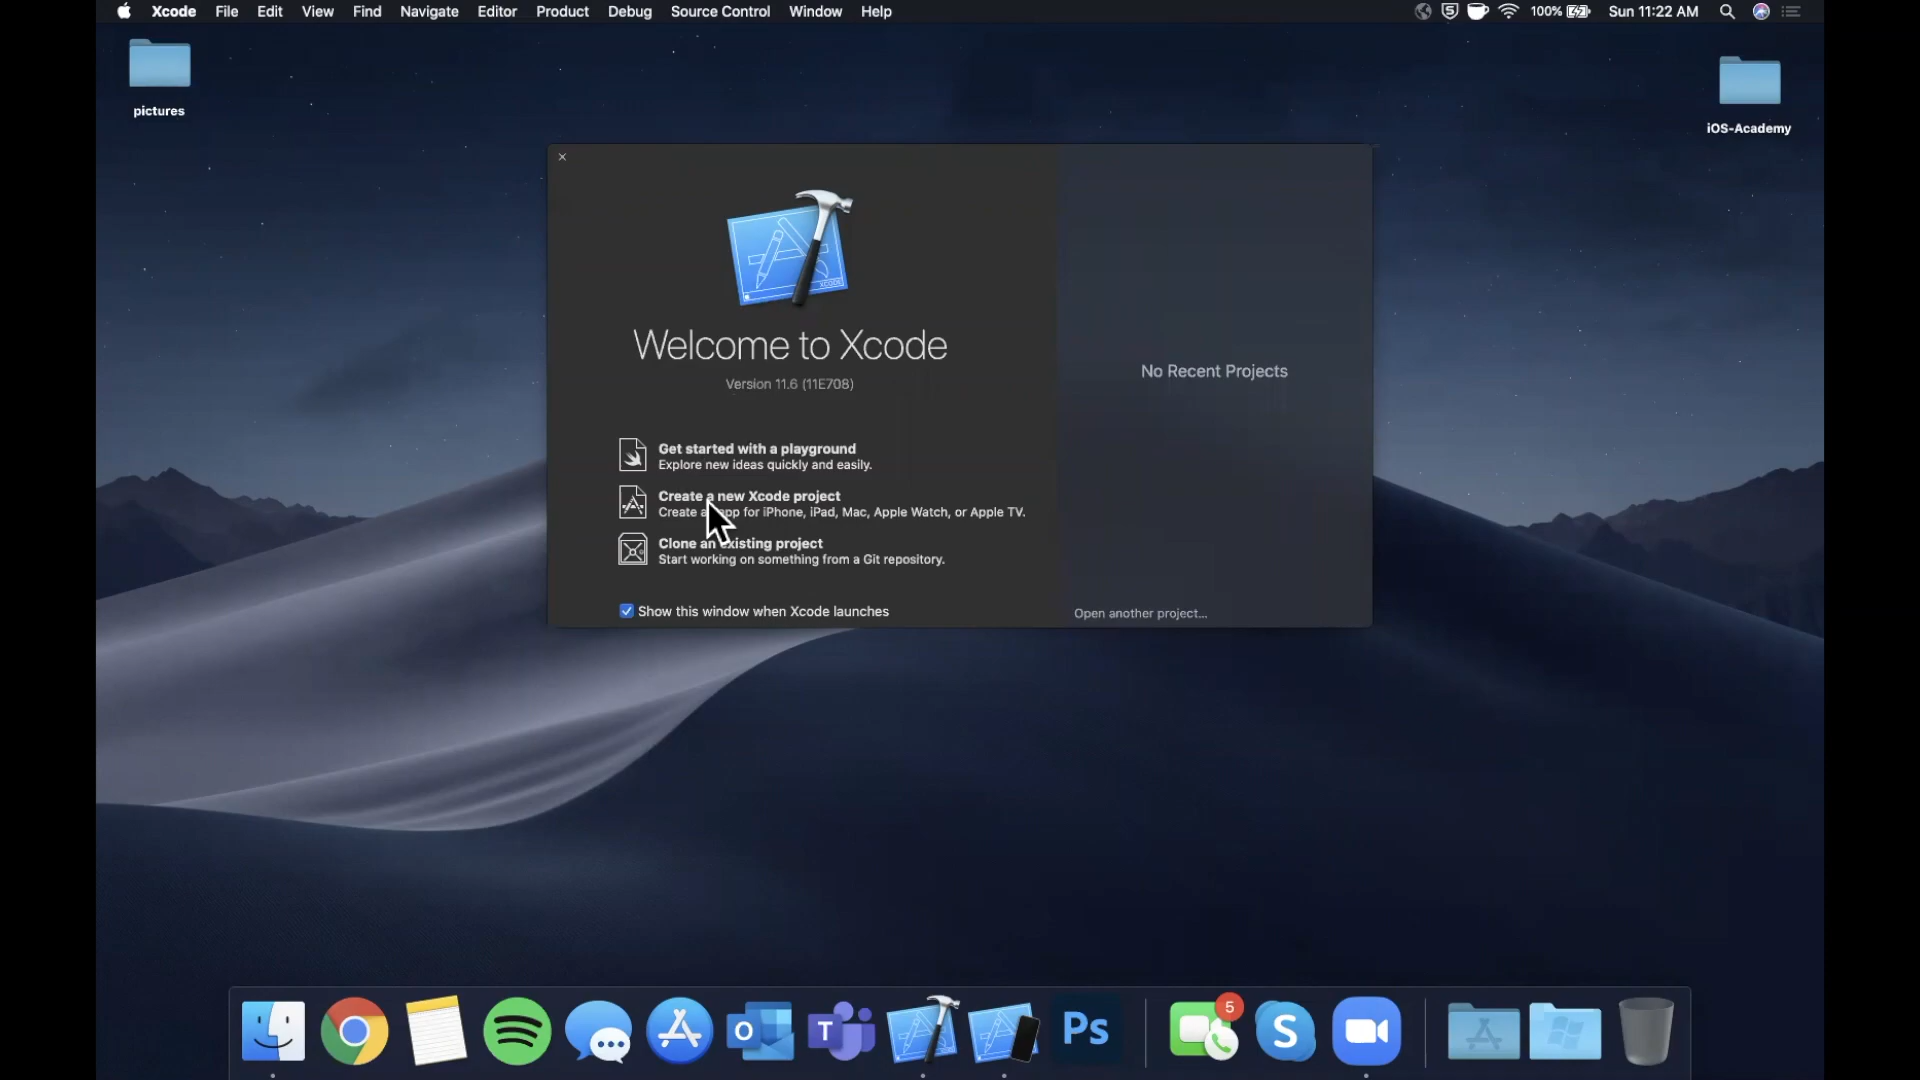 Xcode File Edit View Find Navigate Editor Product Debug Source Control Window Help
S 100% Sun 11:22 AM
pictures
iOS-Academy
XCODE
Welcome to Xcode
Version 11.6 (11E708)
No Recent Projects
Get started with a playground
Explore new ideas quickly and easily.
Create a new Xcode project
Create a app for iPhone, iPad, Mac, Apple Watch, or Apple TV.
Clone an existing project
Start working on something from a Git repository.
Show this window when Xcode launches
Open another project...
O T Ps 5 S